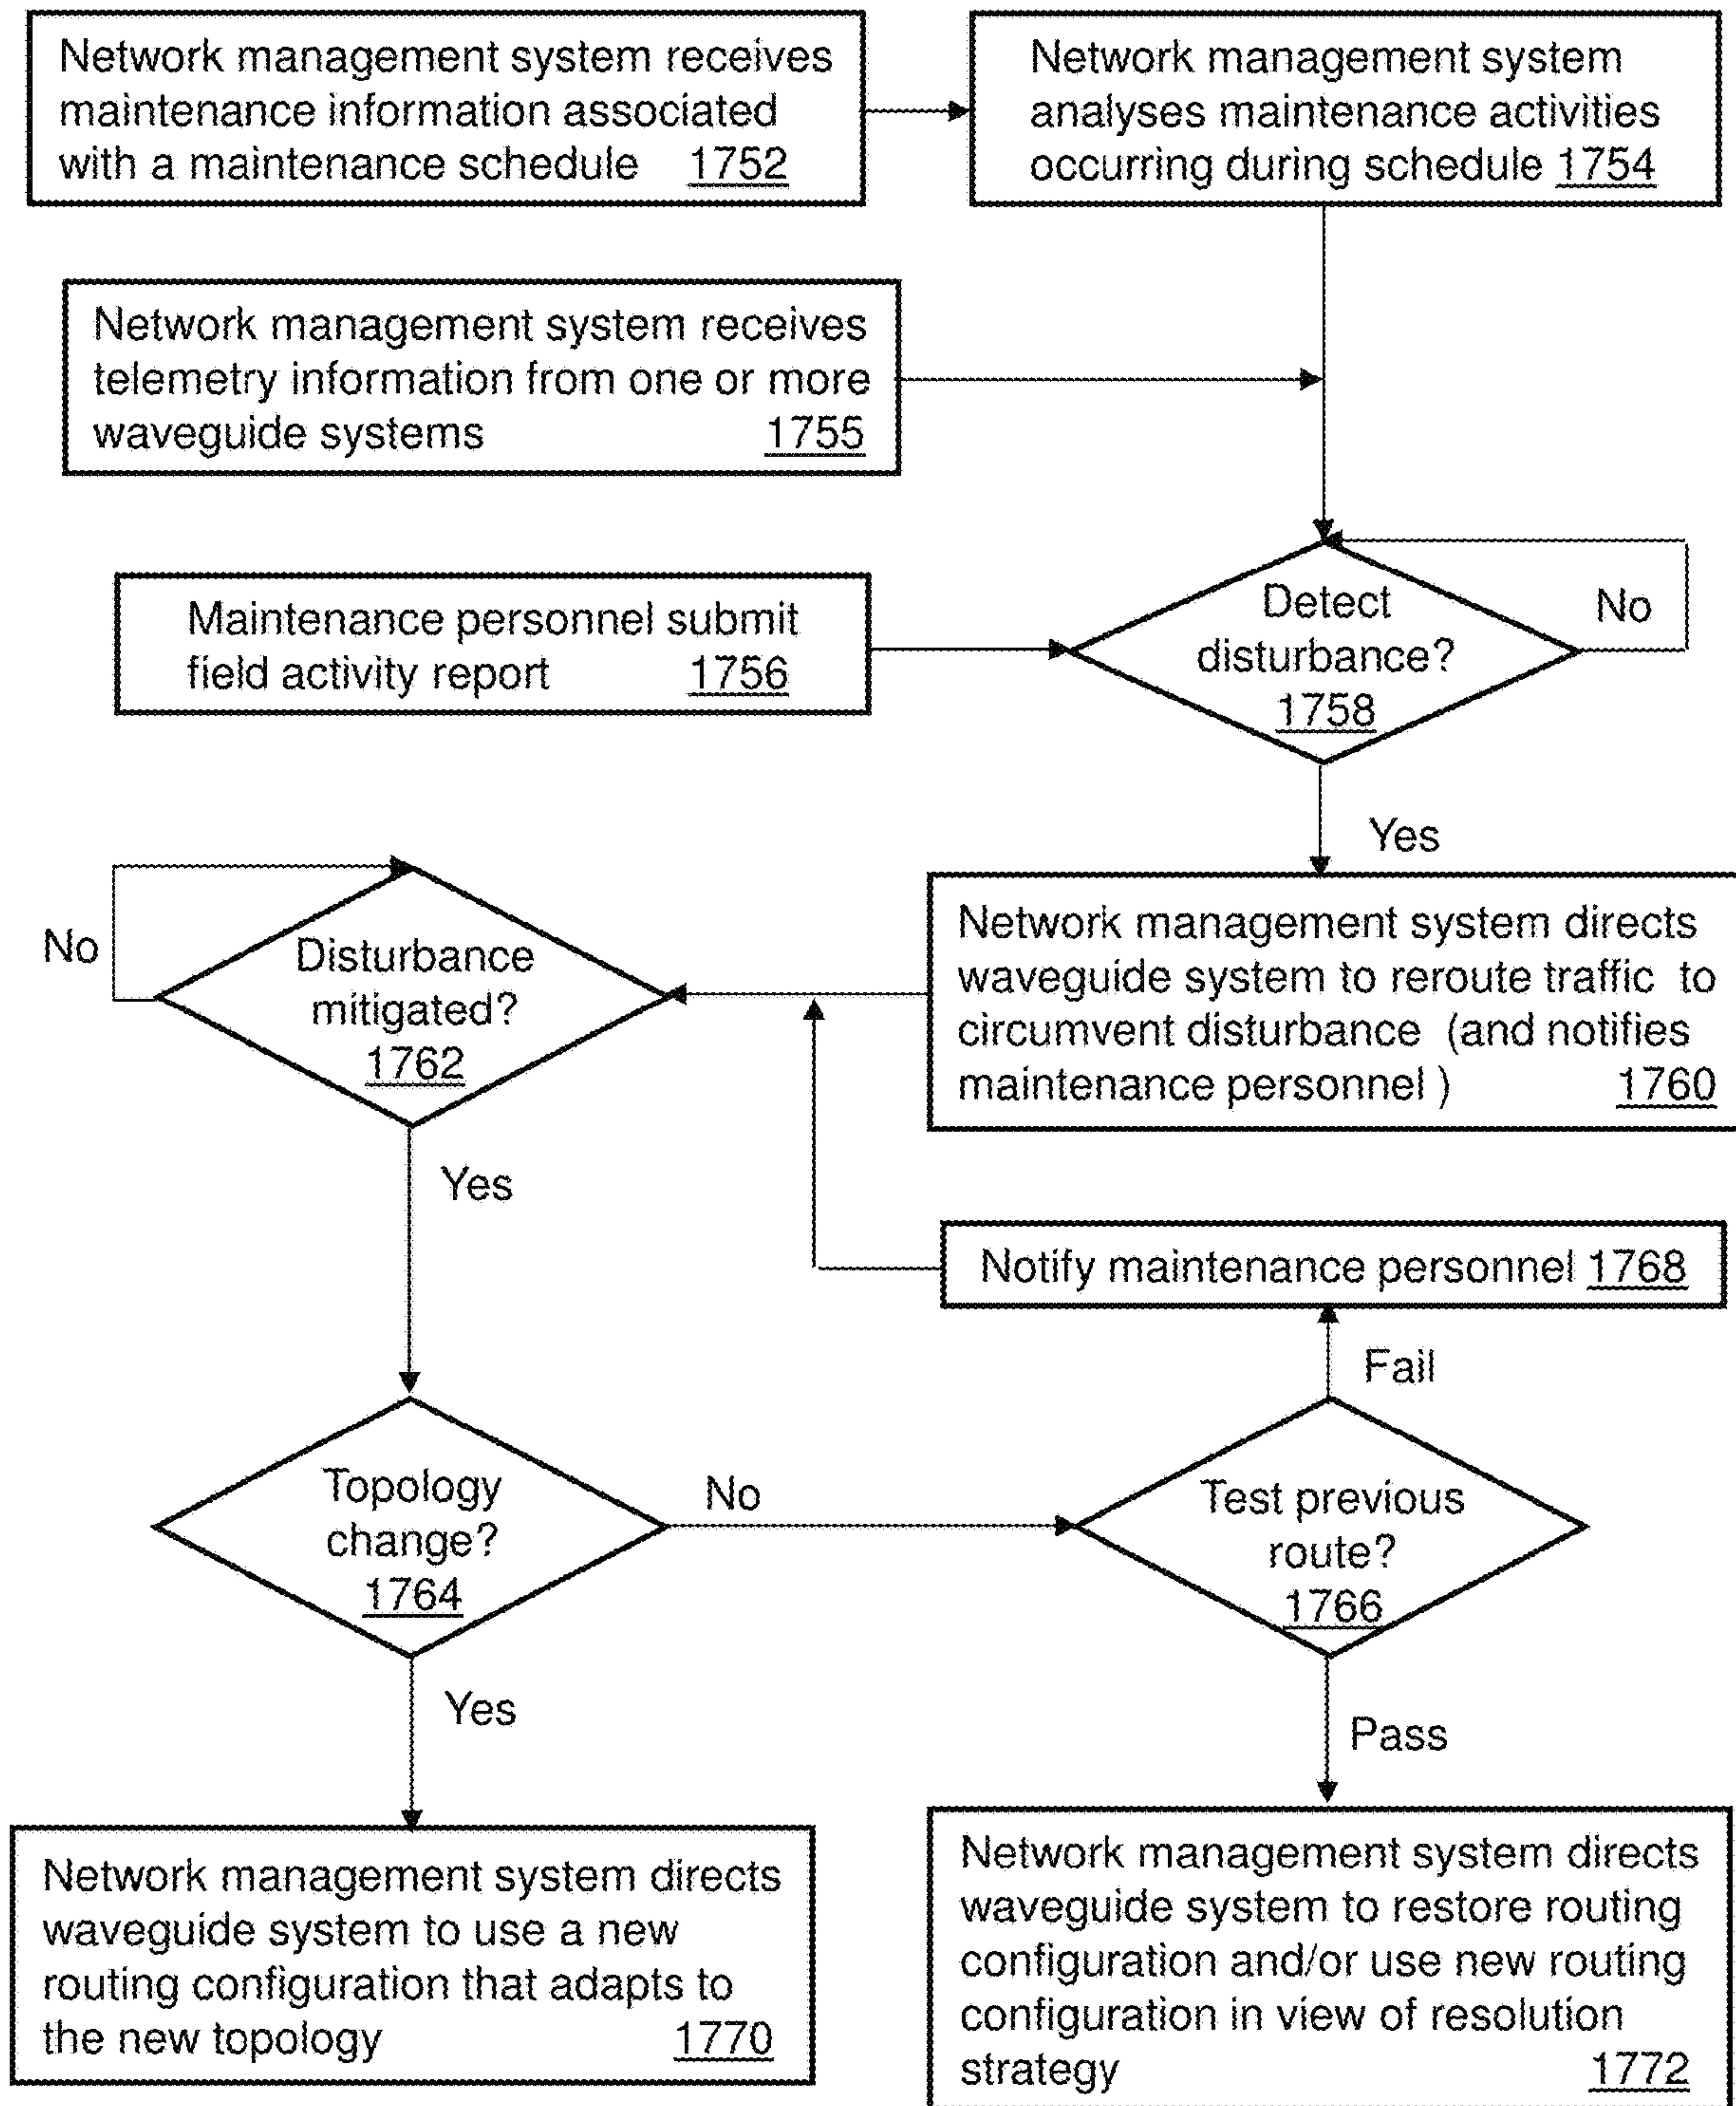 Network management system receives
maintenance information associated
with a maintenance schedule 1752
Network management system
analyses maintenance activities
occurring during schedule 1754
Network management system receives
telemetry information from one or more
waveguide systems 1755
Maintenance personnel submit
field activity report 1756
Detect
disturbance?
1758
No
Yes
Network management system directs
waveguide system to reroute traffic to
circumvent disturbance (and notifies
maintenance personnel ) 1760
No
Disturbance
mitigated?
1762
Yes
Notify maintenance personnel 1768
Fail
Topology
change?
1764
No
Test previous
route?
1766
Yes
Pass
Network management system directs
waveguide system to use a new
routing configuration that adapts to
the new topology 1770
Network management system directs
waveguide system to restore routing
configuration and/or use new routing
configuration in view of resolution
strategy 1772